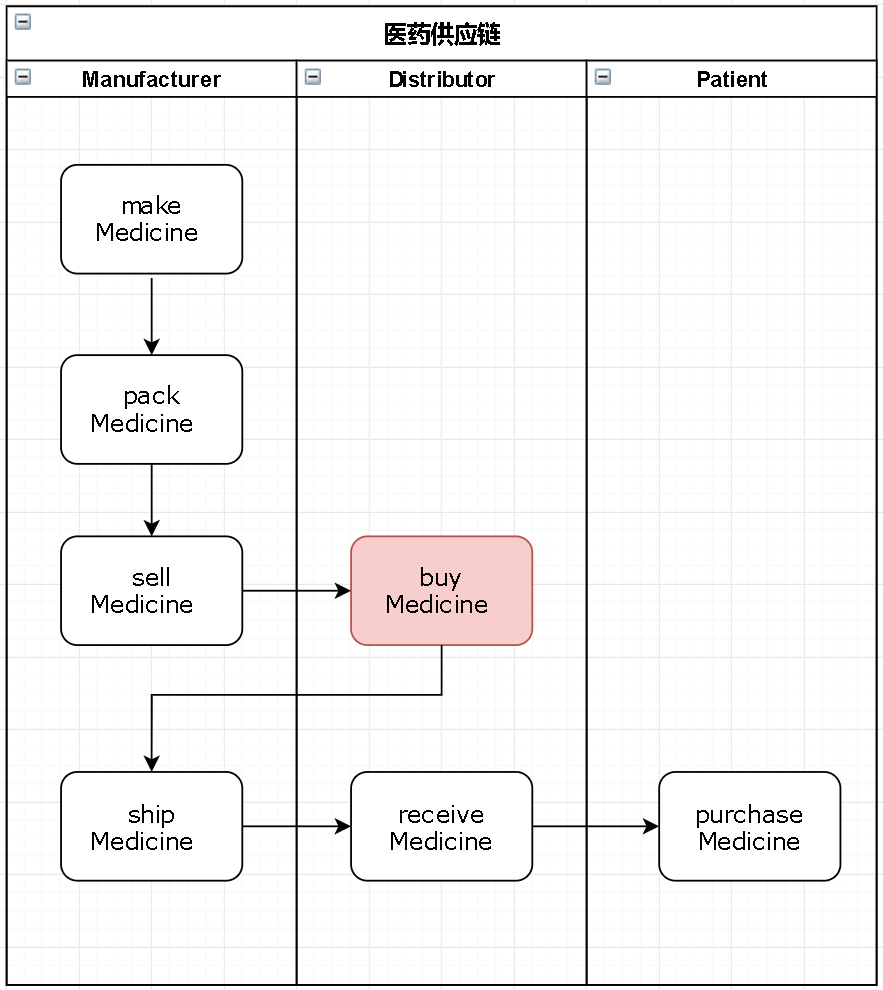 医药供应链
Manufacturer
Distributor
Patient
make
Medicine
pack
Medicine
sell
Medicine
buy
Medicine
ship
Medicine
receive
Medicine
purchase
Medicine